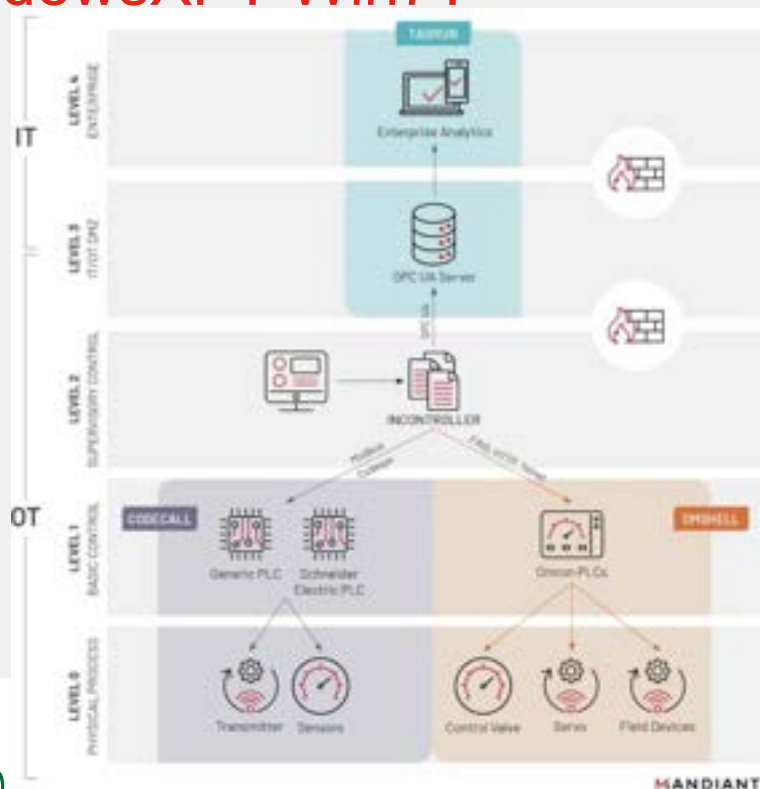 TAGRUN
LEVEL 4
ENTERPRISE
Enterprise Analytics
IT
LEVEL 3
IT/OT DMZ
OPC UA Server
OPC UA
LEVEL 2
SUPERVISORY CONTROL
INCONTROLLER
Modbus
Codesys
FINS, HTTP, Telnet
OT
CODECALL
OMSHELL
LEVEL 1
BASIC CONTROL
Generic PLC
Schneider
Electric PLC
Omron PLCs
LEVEL 0
PHYSICAL PROCESS
Transmitter
Sensors
Control Valve
Servo
Field Devices
MANDIANT